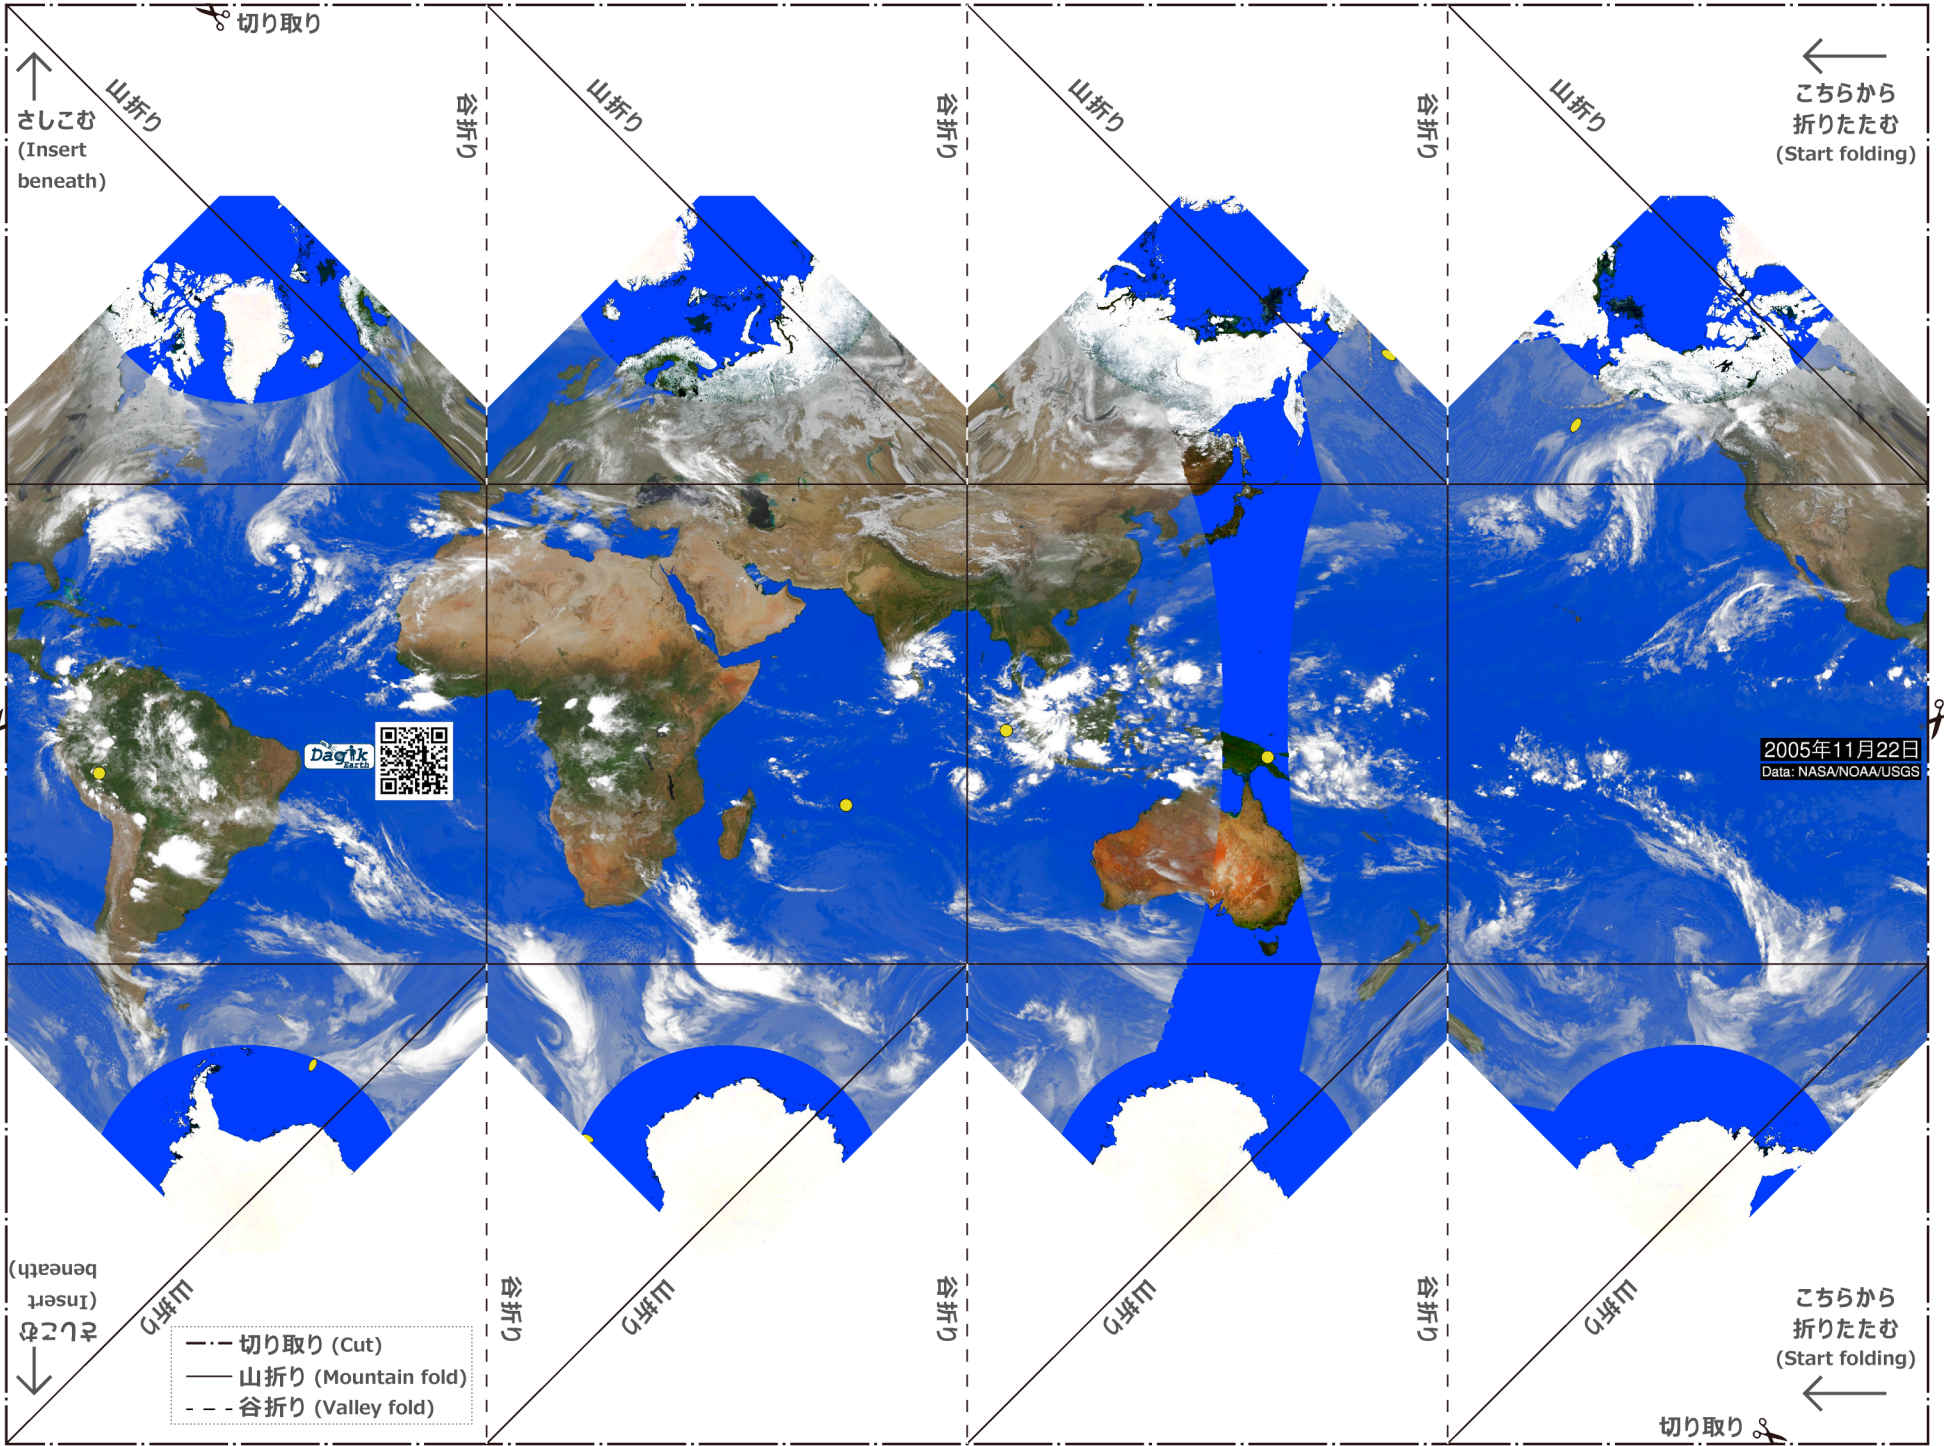 切り取り
こちらから
折りたたむ
(Start folding)
さしこむ
(Insert
beneath)
山折り
谷折り
山折り
谷折り
山折り
谷折り
山折り
Dagik
Earth
2005年11月22日
Data: NASA/NOAA/USGS
さしこむ
(Insert
beneath)
山折り
谷折り
山折り
谷折り
山折り
谷折り
山折り
こちらから
折りたたむ
(Start folding)
切り取り (Cut)
山折り (Mountain fold)
谷折り (Valley fold)
切り取り